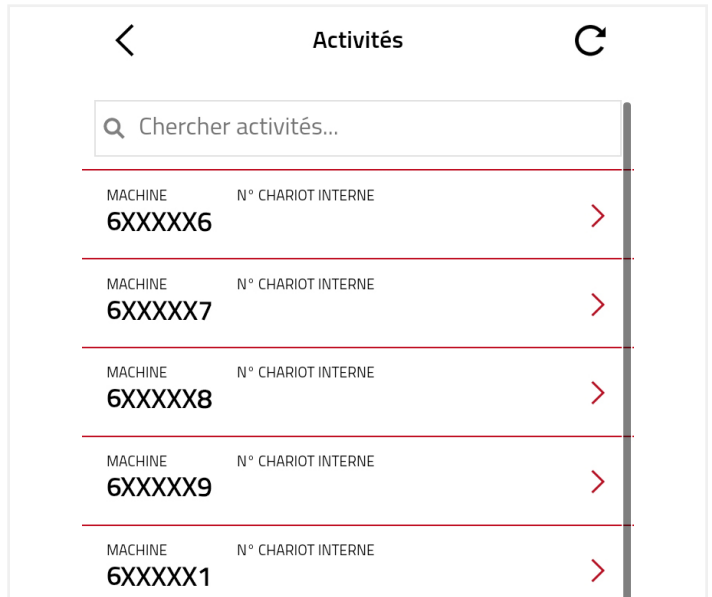 Activités
Chercher activités...
MACHINE N° CHARIOT INTERNE
6XXXXX6
MACHINE N° CHARIOT INTERNE
6XXXXX7
MACHINE N° CHARIOT INTERNE
6XXXXX8
MACHINE N° CHARIOT INTERNE
6XXXXX9
MACHINE N° CHARIOT INTERNE
6XXXXX1